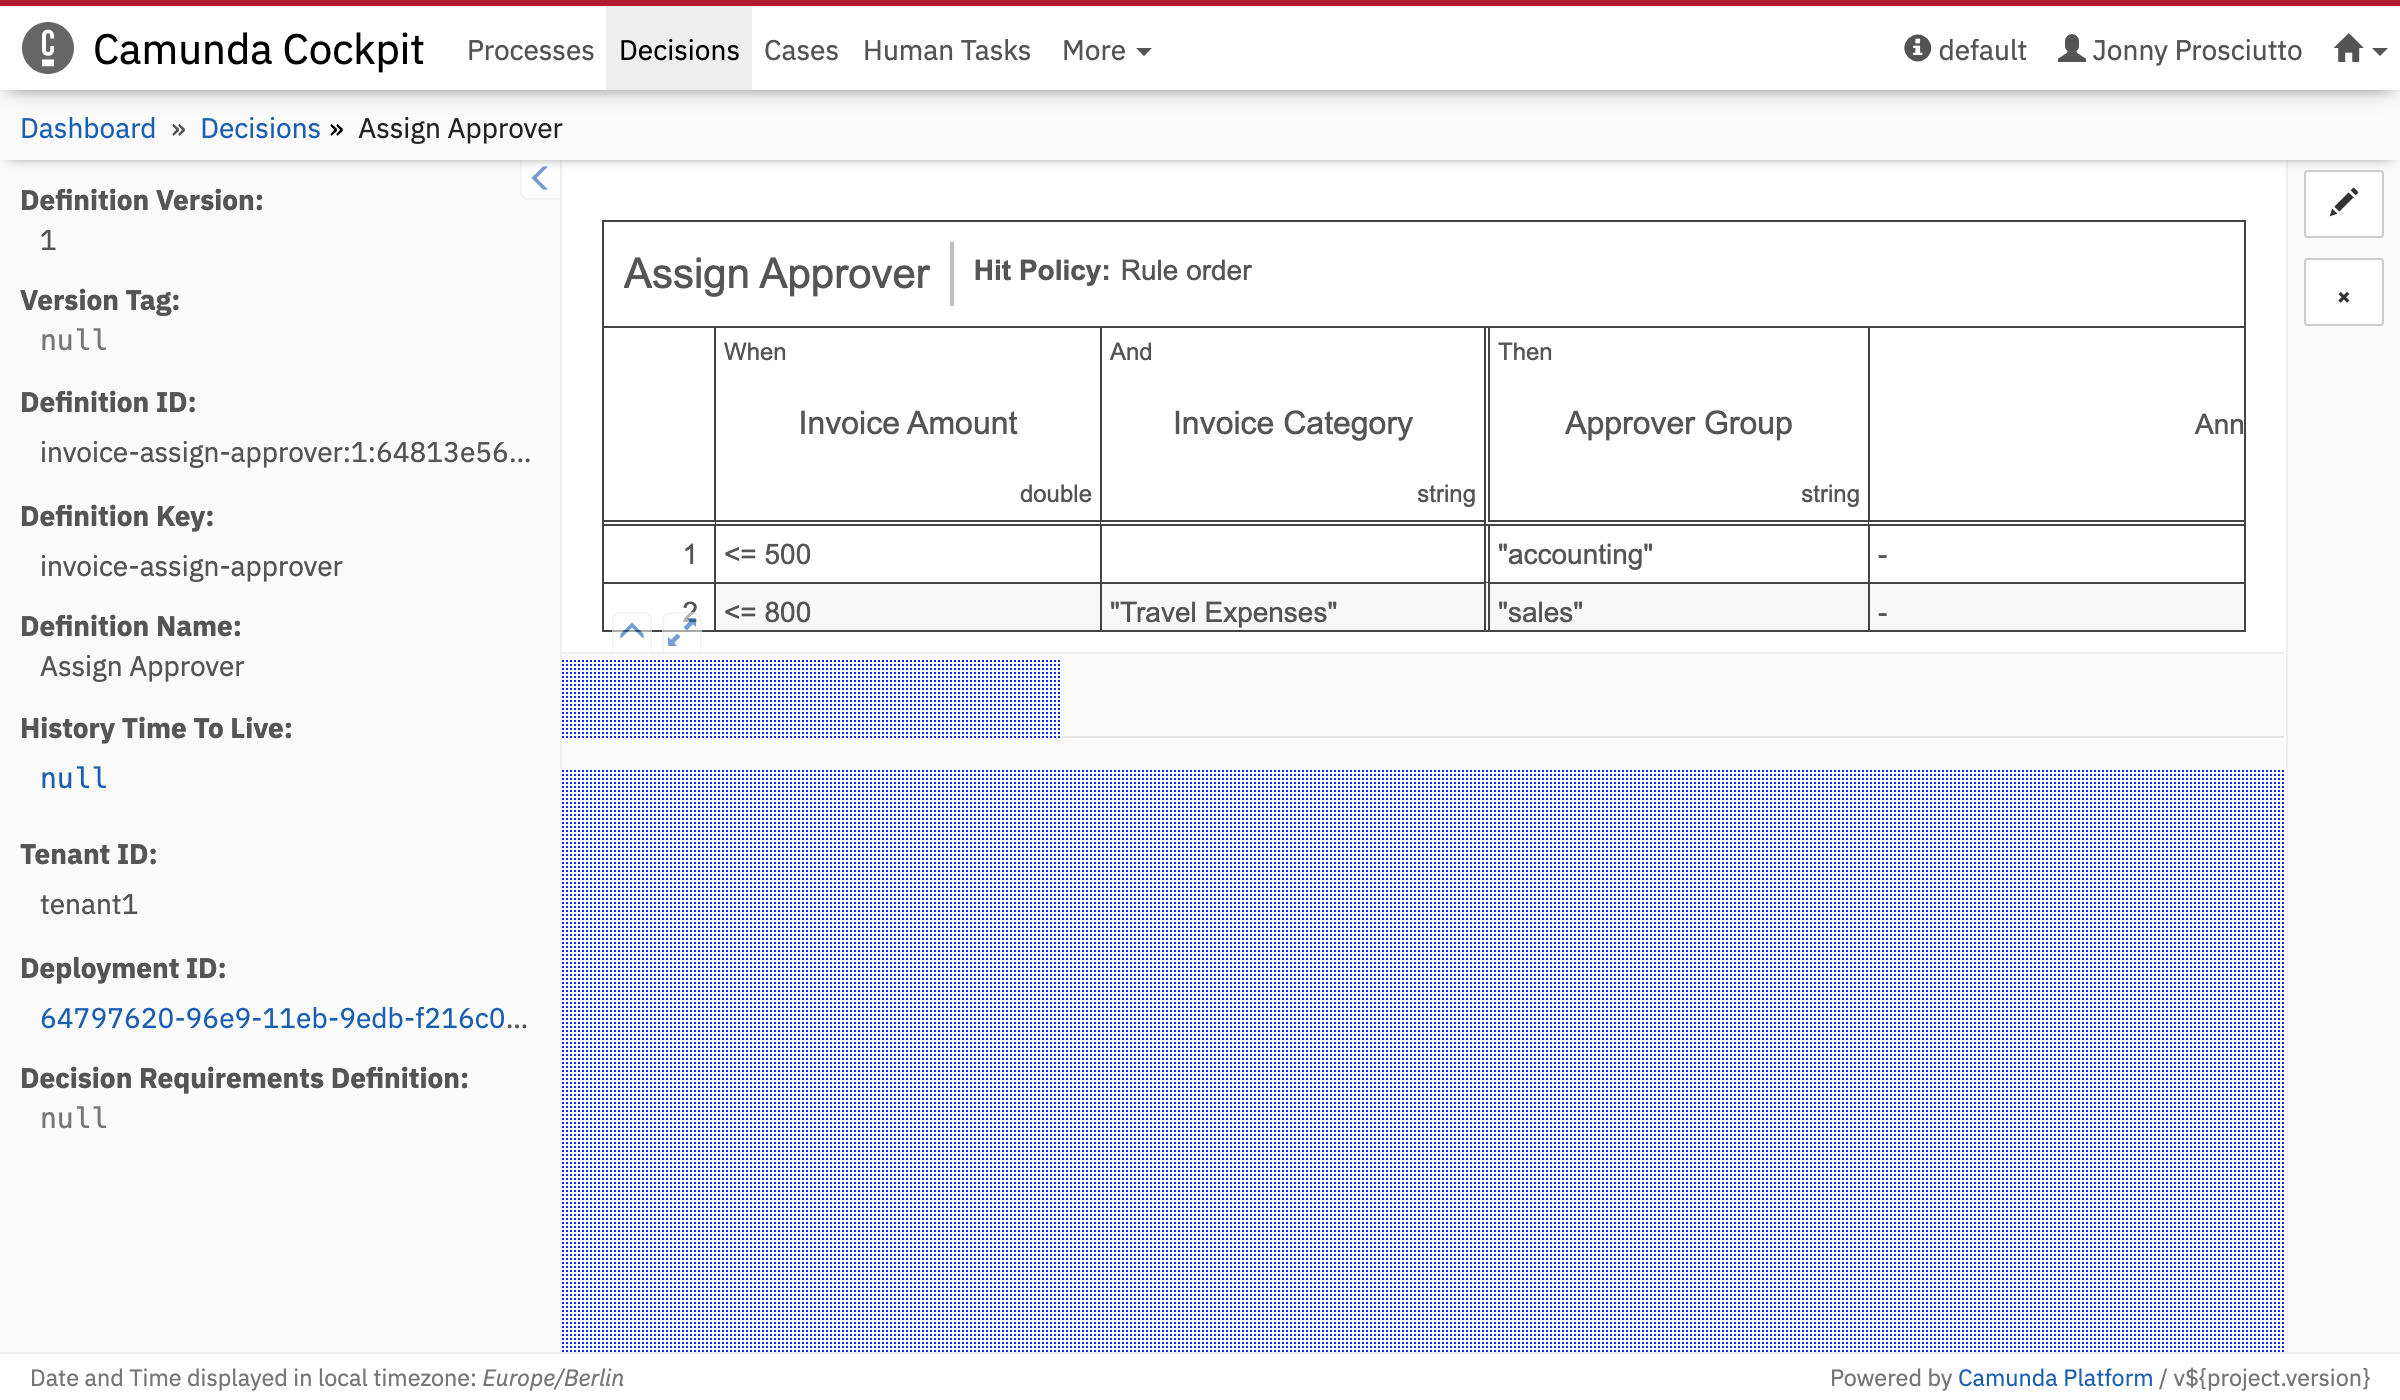 Camunda Cockpit Processes Decisions Cases Human Tasks More default Jonny Prosciutto
Dashboard » Decisions » Assign Approver
Definition Version:
1
Version Tag:
null
Definition ID:
invoice-assign-approver:1:64813e56...
Definition Key:
invoice-assign-approver
Definition Name:
Assign Approver
History Time To Live:
null
Tenant ID:
tenant1
Deployment ID:
64797620-96e9-11eb-9edb-f216c0...
Decision Requirements Definition:
null
Assign Approver Hit Policy: Rule order
When And Then
Invoice Amount Invoice Category Approver Group Ann
double string string
1 <= 500 "accounting" -
2 <= 800 "Travel Expenses" "sales" -
Date and Time displayed in local timezone: Europe/Berlin
Powered by Camunda Platform / v${project.version}